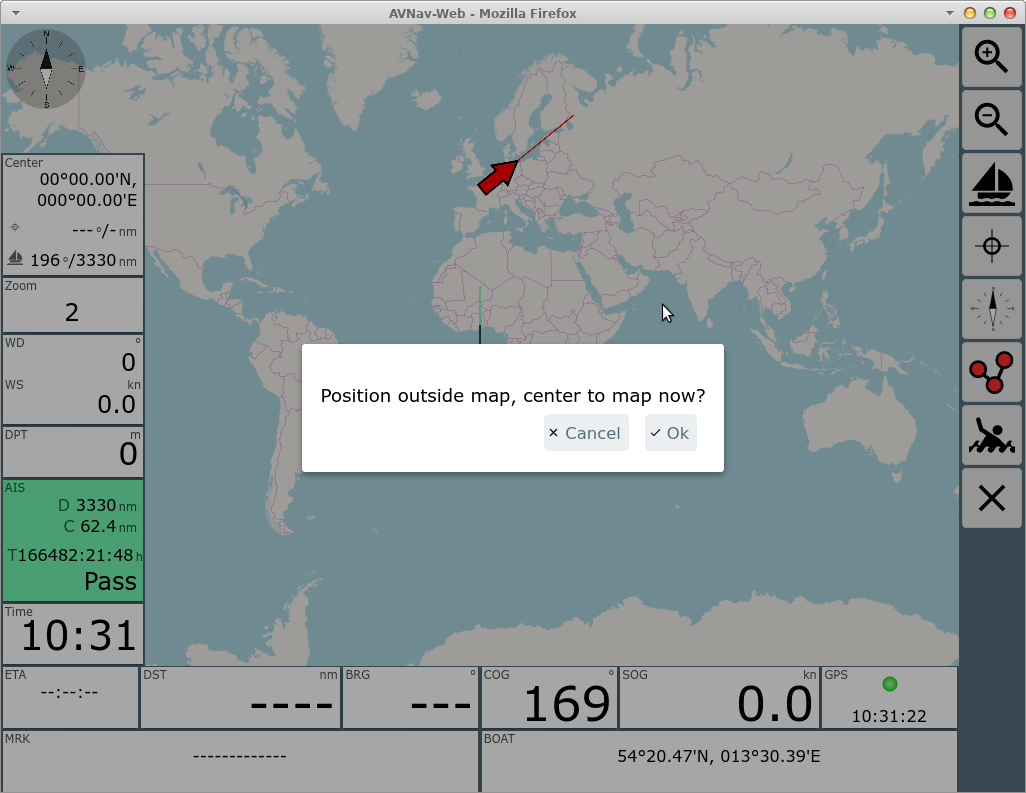 AVNav-Web - Mozilla Firefox
N
W
E
S
Center
00°00.00'N,
000°00.00'E
---°/- nm
196°/3330 nm
Zoom
2
WD °
0
WS kn
0.0
DPT m
0
AIS
D 3330 nm
C 62.4 nm
T166482:21:48 h
Pass
Time
10:31
Position outside map, center to map now?
Cancel Ok
ETA
--:--:--
DST nm
----
BRG °
---
COG °
169
SOG kn
0.0
GPS
10:31:22
MRK
-------------
BOAT
54°20.47'N, 013°30.39'E